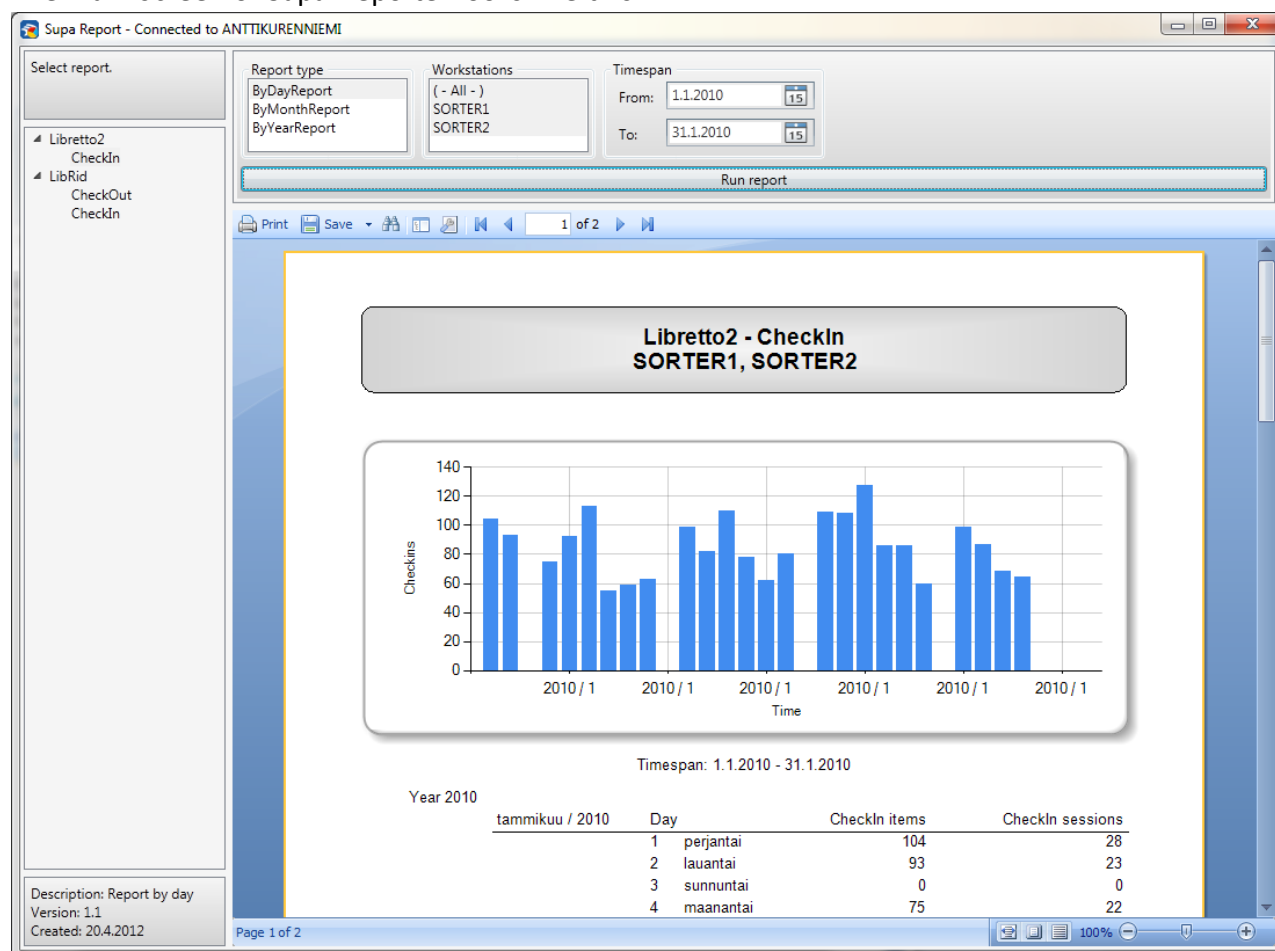 Supa Report - Connected to ANTTIKURENNIEMI
Select report.
Libretto2
CheckIn
LibRid
CheckOut
CheckIn
Description: Report by day
Version: 1.1
Created: 20.4.2012
Report type
ByDayReport
ByMonthReport
ByYearReport
Workstations
( - All - )
SORTER1
SORTER2
Timespan
From: 1.1.2010 15
To: 31.1.2010 15
Run report
Print Save 1 of 2
Libretto2 - CheckIn
SORTER1, SORTER2
Checkins
140
120
100
80
60
40
20
0
2010 / 1 2010 / 1 2010 / 1 2010 / 1 2010 / 1 2010 / 1
Time
Timespan: 1.1.2010 - 31.1.2010
Year 2010
tammikuu / 2010 Day CheckIn items CheckIn sessions
1 perjantai 104 28
2 lauantai 93 23
3 sunnuntai 0 0
4 maanantai 75 22
Page 1 of 2 100%